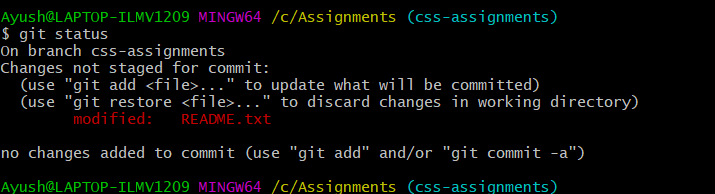 Ayush@LAPTOP-ILMV1209 MINGW64 /c/Assignments (css-assignments)
$ git status
On branch css-assignments
Changes not staged for commit:
  (use "git add <file>..." to update what will be committed)
  (use "git restore <file>..." to discard changes in working directory)
        modified:   README.txt

no changes added to commit (use "git add" and/or "git commit -a")

Ayush@LAPTOP-ILMV1209 MINGW64 /c/Assignments (css-assignments)